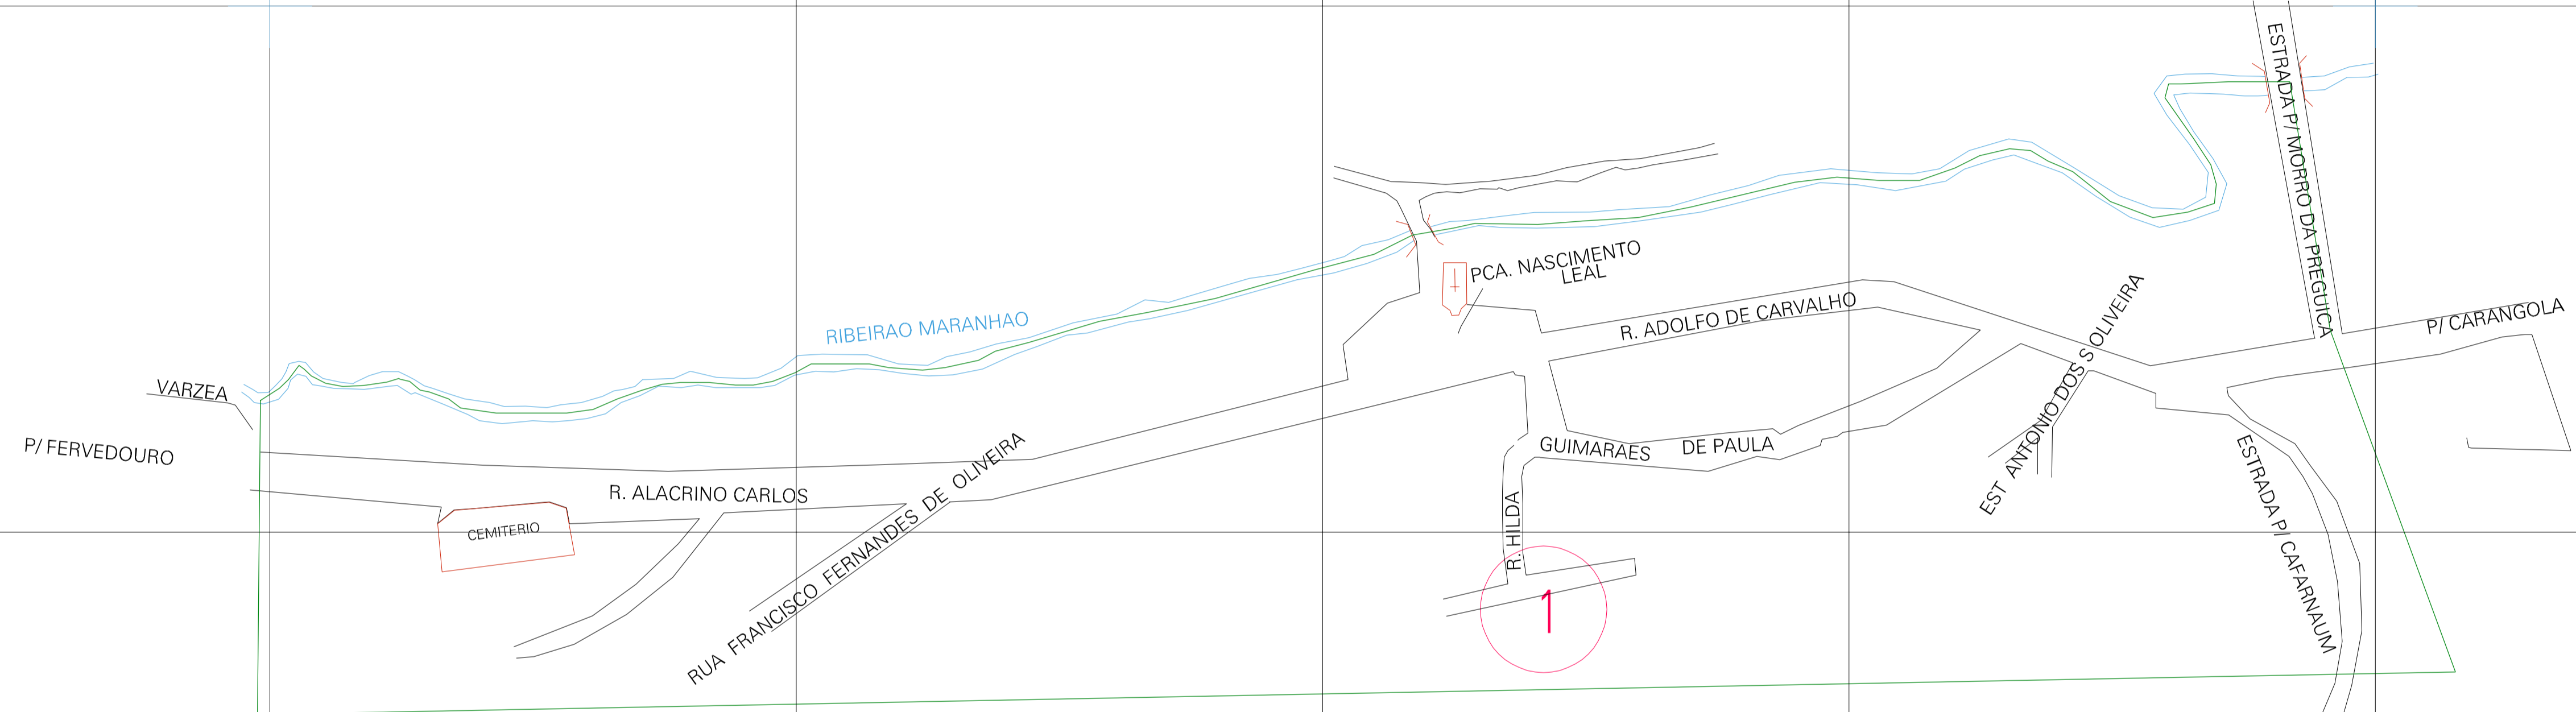 ESTRADA P/ MORRO DA PREGUICA
PCA. NASCIMENTO
LEAL
RIBEIRAO MARANHAO
R. ADOLFO DE CARVALHO
P/ CARANGOLA
EST ANTONIO DOS S OLIVEIRA
VARZEA
P/ FERVEDOURO
GUIMARAES DE PAULA
R. ALACRINO CARLOS
CEMITERIO
RUA FRANCISCO FERNANDES DE OLIVEIRA
R. HILDA
ESTRADA P/ CAFARNAUM
1